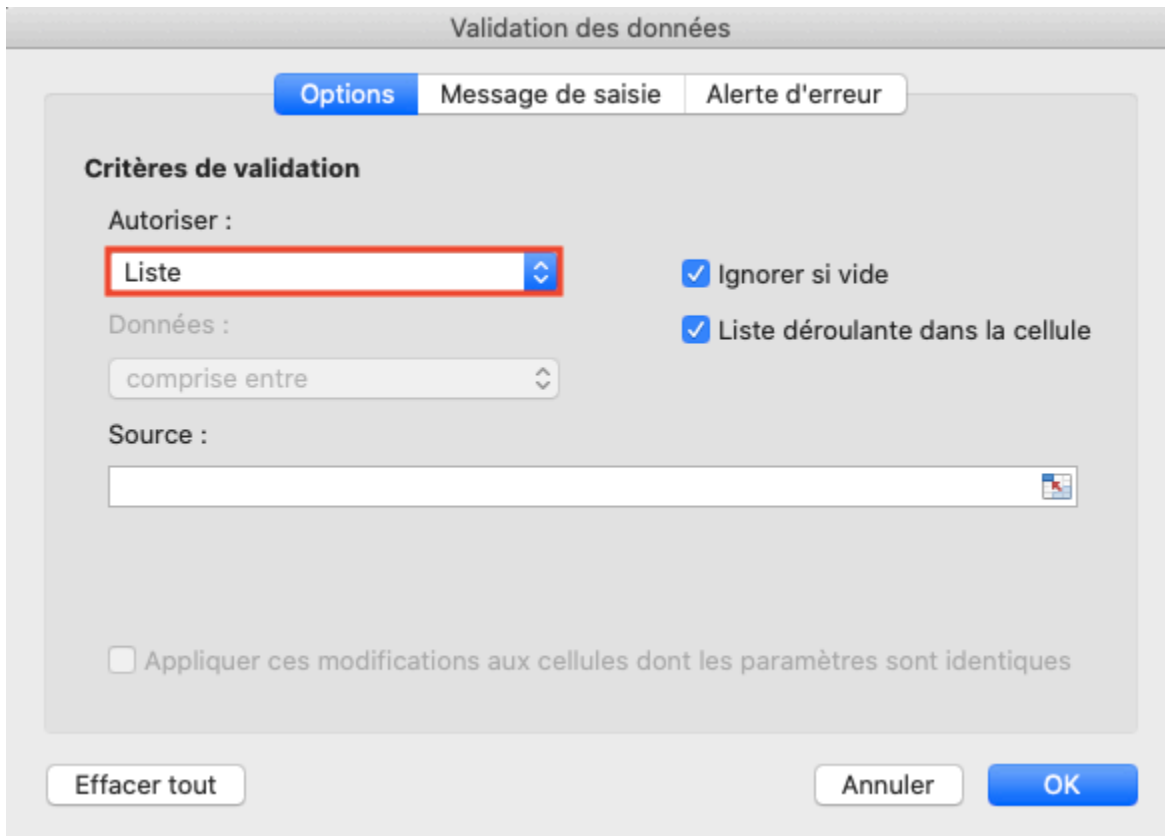 Validation des données
Options Message de saisie Alerte d'erreur
Critères de validation
Autoriser :
Liste
Ignorer si vide
Données :
Liste déroulante dans la cellule
comprise entre
Source :
Appliquer ces modifications aux cellules dont les paramètres sont identiques
Effacer tout Annuler OK